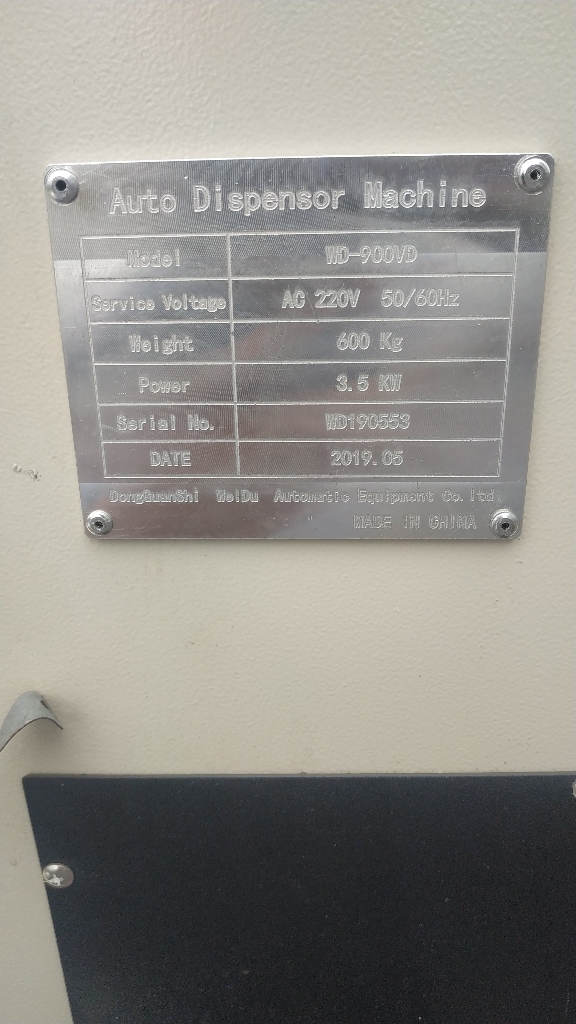 Auto Dispensor Machine
Model WD-900VD
Service Voltage AC 220V 50/60Hz
Weight 600 Kg
Power 3.5 KW
Serial No. WD190553
DATE 2019.05
DongGuanShi WeiDu Automatic Equipment Co.ltd
MADE IN CHINA